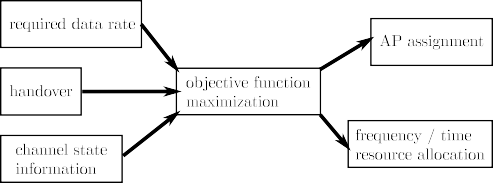 required data rate
handover
channel state
information
objective function
maximization
AP assignment
frequency / time
resource allocation